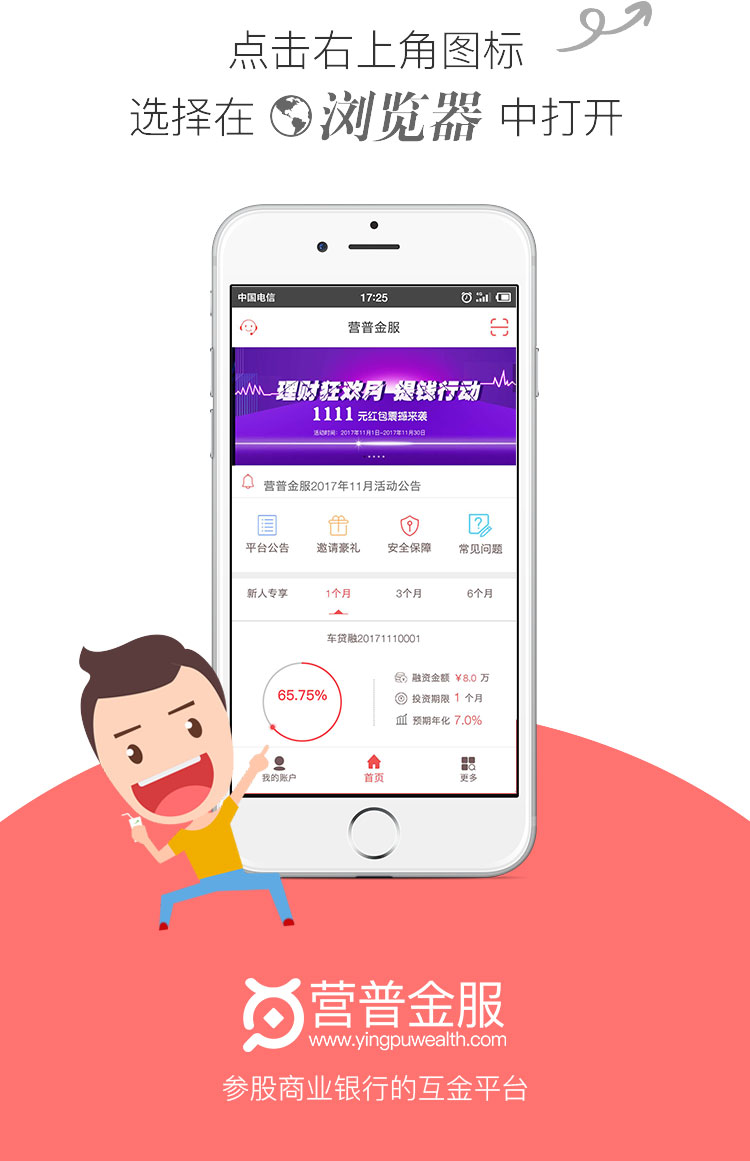 点击右上角图标
选择在 浏览器 中打开
中国电信 17:25 4G
营普金服
理财狂欢月 撮钱行动
1111 元红包震撼来袭
活动时间：2017年11月1日~2017年11月30日
营普金服2017年11月活动公告
平台公告 邀请豪礼 安全保障 常见问题
新人专享 1个月 3个月 6个月
车贷融20171110001
65.75%
融资金额 ¥8.0 万
投资期限 1 个月
预期年化 7.0%
我的账户 首页 更多
营普金服
www.yingpuwealth.com
参股商业银行的互金平台